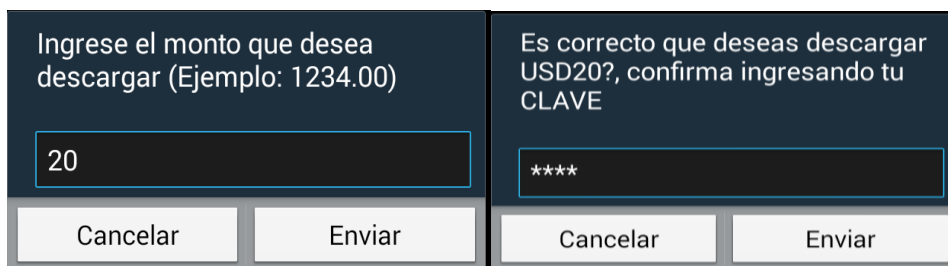 Ingrese el monto que desea
descargar (Ejemplo: 1234.00)
20
Cancelar
Enviar
Es correcto que deseas descargar
USD20?, confirma ingresando tu
CLAVE
****
Cancelar
Enviar